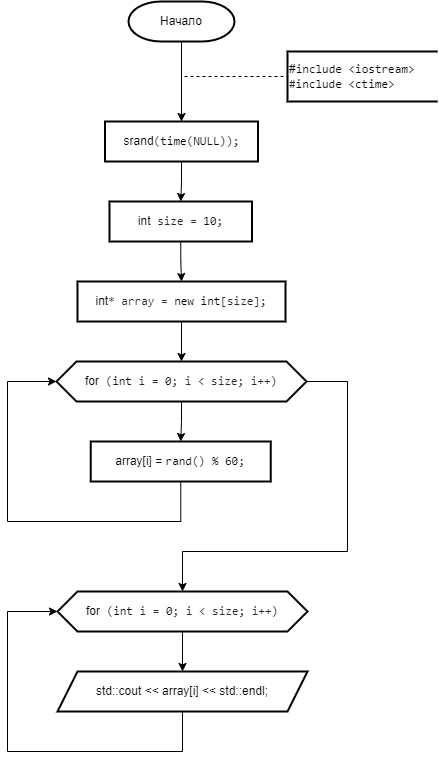 Начало
#include <iostream>
#include <ctime>
srand(time(NULL));
int size = 10;
int* array = new int[size];
for (int i = 0; i < size; i++)
array[i] = rand() % 60;
for (int i = 0; i < size; i++)
std::cout << array[i] << std::endl;